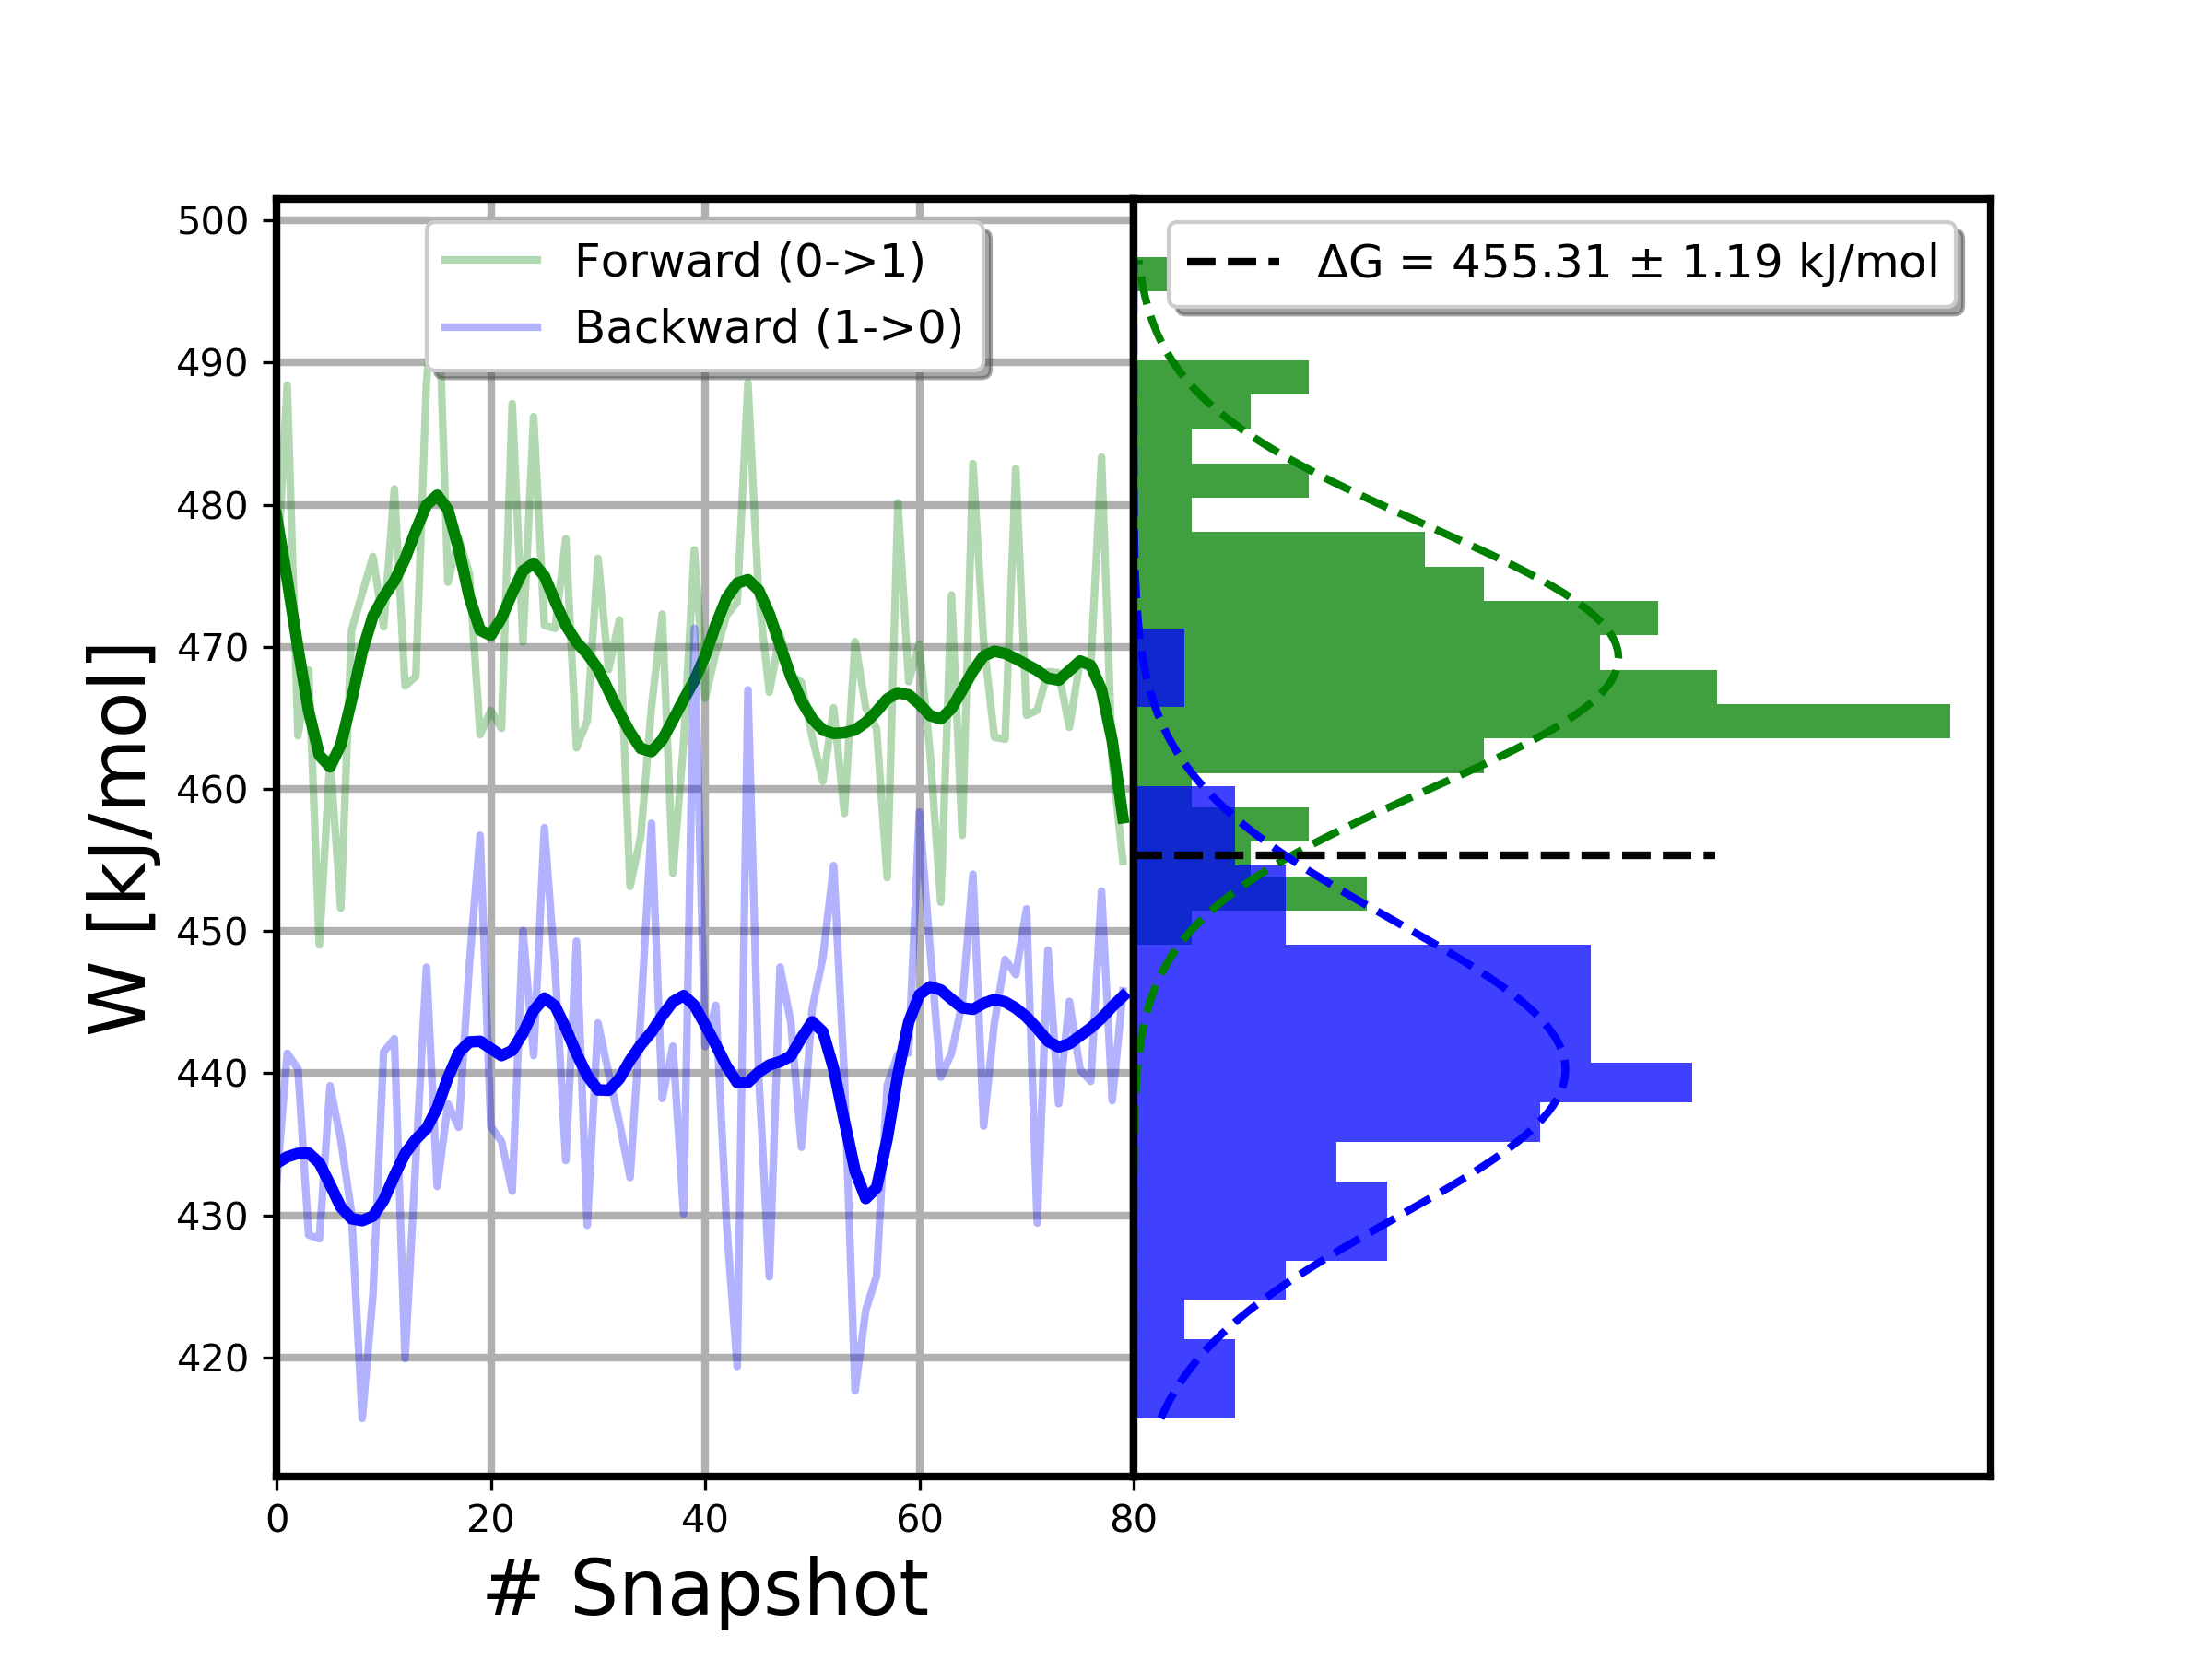 Forward (0->1)
Backward (1->0)
ΔG = 455.31 ± 1.19 kJ/mol
W [kJ/mol]
500
490
480
470
460
450
440
430
420
0 20 40 60 80
# Snapshot